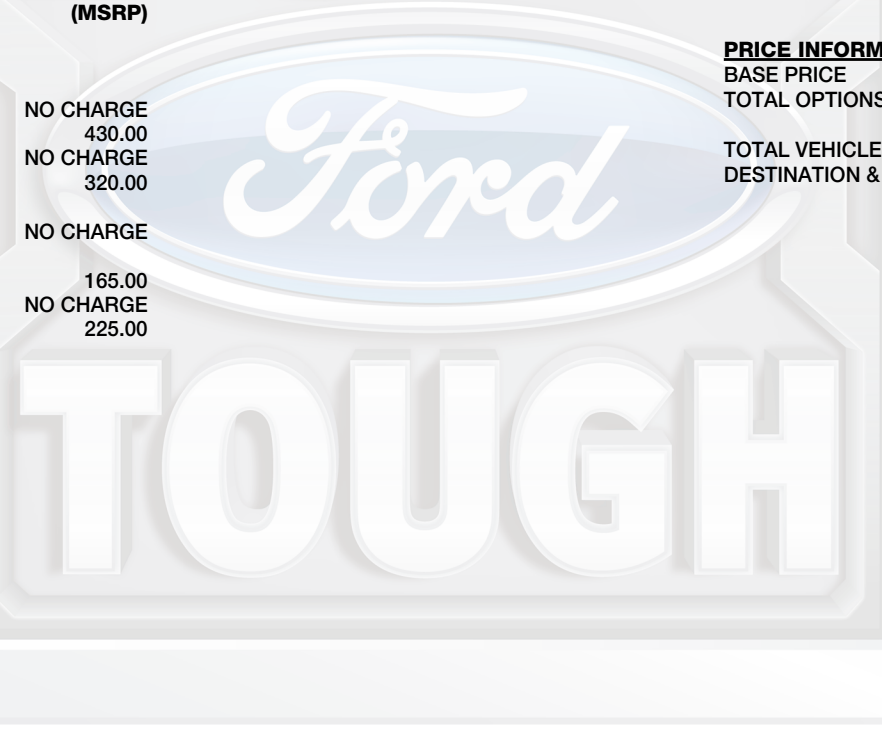 (MSRP)
NO CHARGE
430.00
NO CHARGE
320.00
NO CHARGE
165.00
NO CHARGE
225.00
PRICE INFORM
BASE PRICE
TOTAL OPTIONS
TOTAL VEHICLE
DESTINATION &
Ford
TOUGH